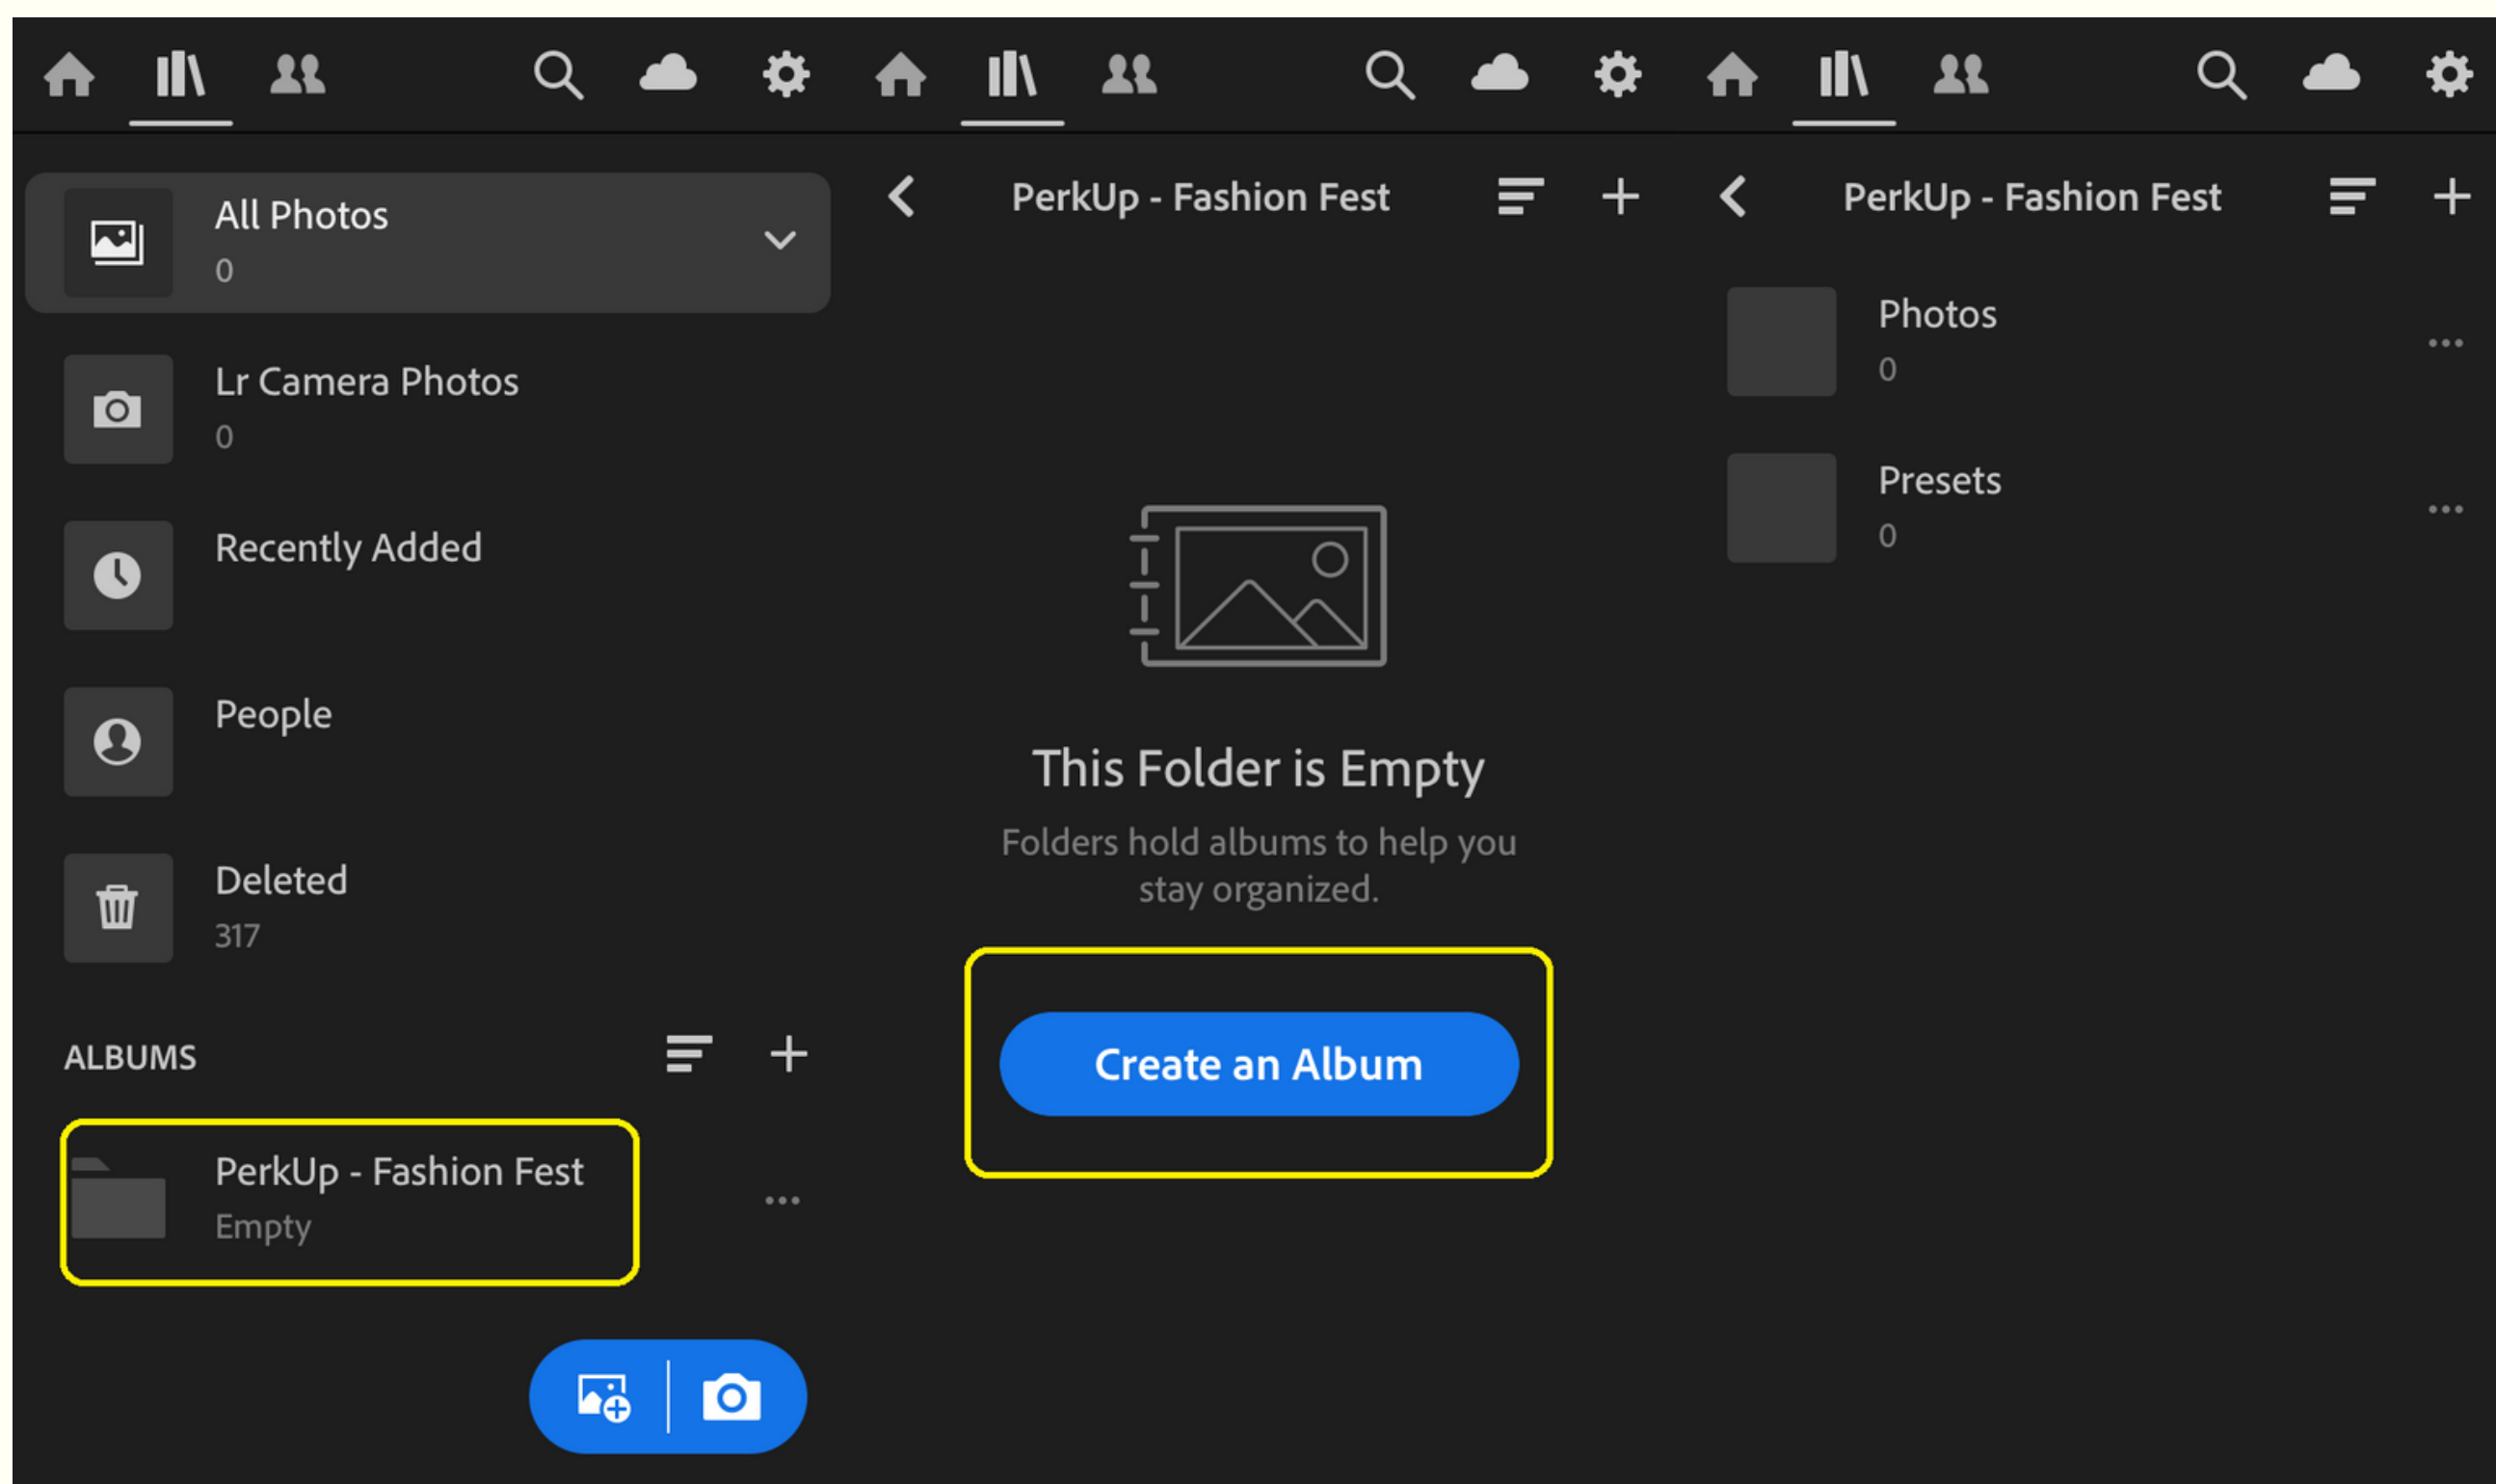 All Photos
0
Lr Camera Photos
0
Recently Added
People
Deleted
317
ALBUMS
PerkUp - Fashion Fest
Empty
PerkUp - Fashion Fest
This Folder is Empty
Folders hold albums to help you
stay organized.
Create an Album
PerkUp - Fashion Fest
Photos
0
Presets
0